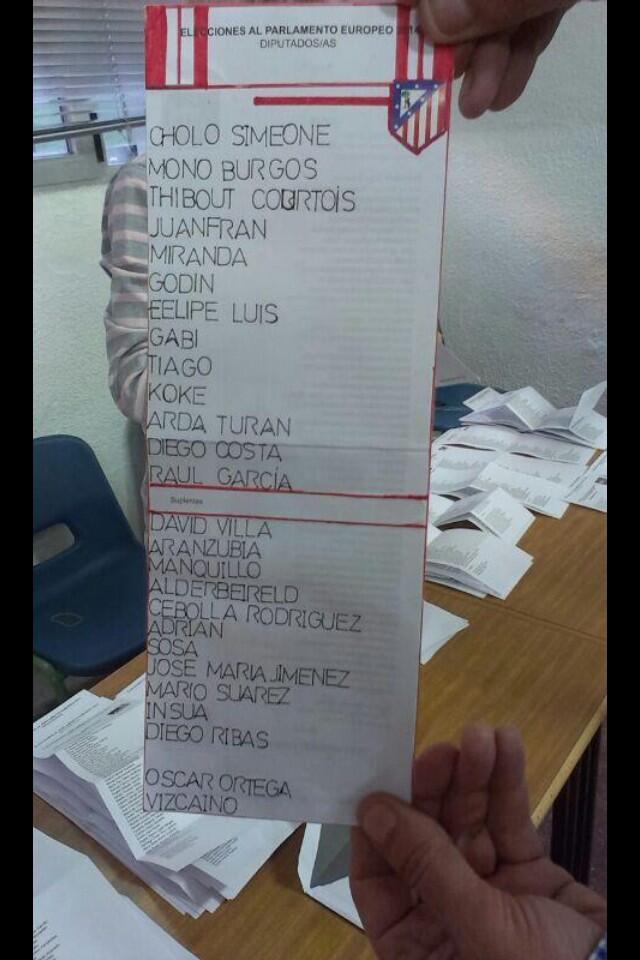 ELECCIONES AL PARLAMENTO EUROPEO 2014
DIPUTADOS/AS
CHOLO SIMEONE
MONO BURGOS
THIBOUT COURTOIS
JUANFRAN
MIRANDA
GODIN
EELIPE LUIS
GABI
TIAGO
KOKE
ARDA TURAN
DIEGO COSTA
RAUL GARCÍA
Suplentes
DAVID VILLA
ARANZUBIA
MANQUILLO
ALDERBEIRELD
CEBOLLA RODRIGUEZ
ADRIAN
SOSA
JOSE MARIA JIMENEZ
MARIO SUAREZ
INSUA
DIEGO RIBAS
OSCAR ORTEGA
VIZCAINO